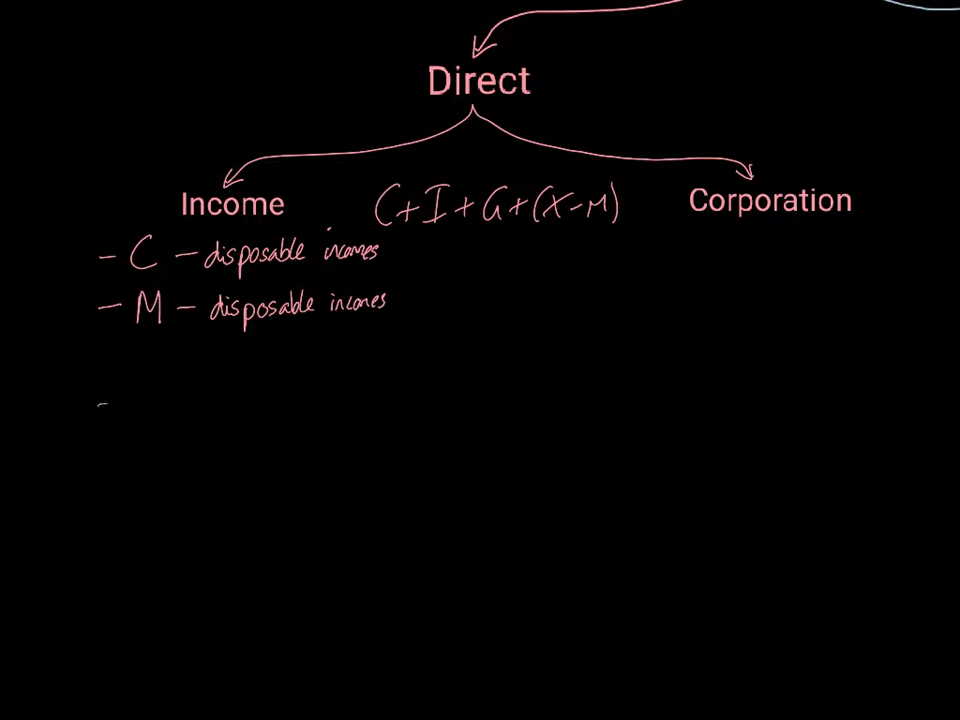 Direct
Income
C+I+G+(X-M)
Corporation
- C - disposable incomes
- M - disposable incomes
-